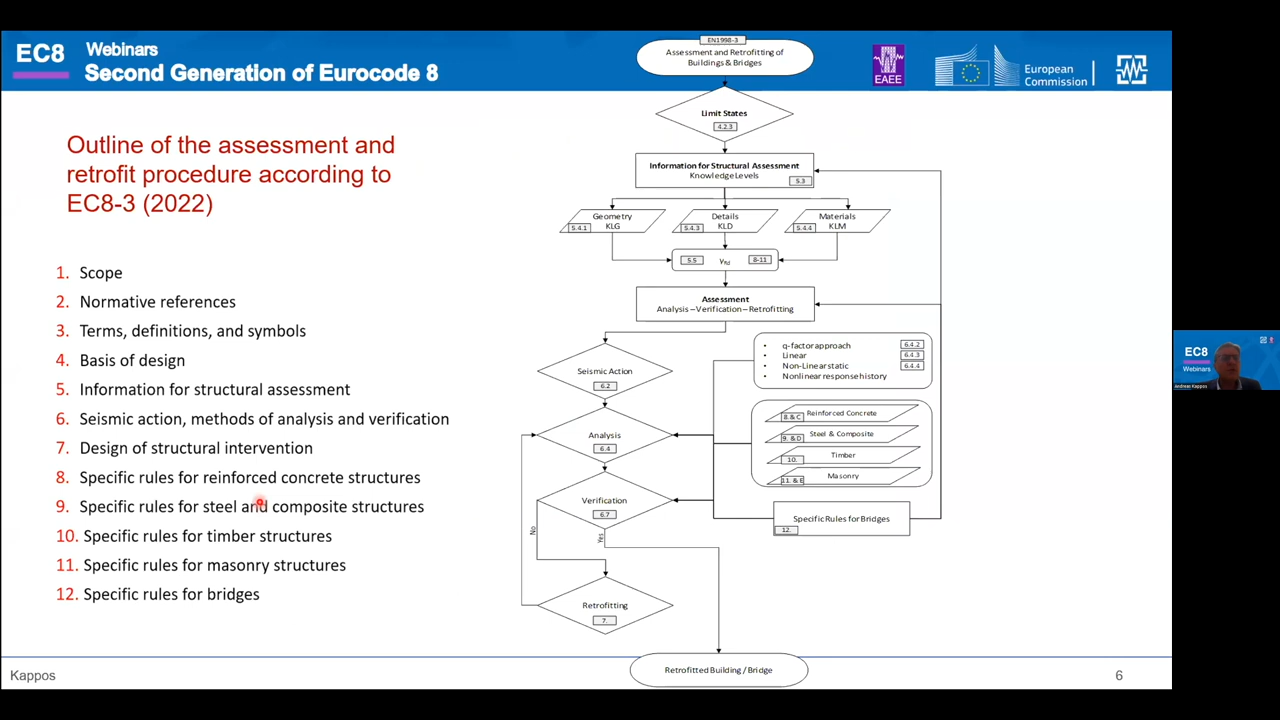 EC8
Webinars
Second Generation of Eurocode 8
EAEE
European
Commission
Outline of the assessment and
retrofit procedure according to
EC8-3 (2022)
1. Scope
2. Normative references
3. Terms, definitions, and symbols
4. Basis of design
5. Information for structural assessment
6. Seismic action, methods of analysis and verification
7. Design of structural intervention
8. Specific rules for reinforced concrete structures
9. Specific rules for steel and composite structures
10. Specific rules for timber structures
11. Specific rules for masonry structures
12. Specific rules for bridges
EN1998-3
Assessment and Retrofitting of
Buildings & Bridges
Limit States
4.2.3
Information for Structural Assessment
Knowledge Levels
5.3
Geometry
KLG
5.4.1
Details
KLD
5.4.3
Materials
KLM
5.4.4
5.5
γRd
8-11
Assessment
Analysis – Verification – Retrofitting
Seismic Action
6.2
• q-factor approach
6.4.2
• Linear
6.4.3
• Non-Linear static
6.4.4
• Nonlinear response history
Analysis
6.4
Reinforced Concrete
8. & C
Steel & Composite
9. & D
Timber
10.
Masonry
11. & E
Verification
6.7
No
Yes
Specific Rules for Bridges
12.
Retrofitting
7.
Retrofitted Building / Bridge
Kappos
6
EC8
Webinars
Andreas Kappos